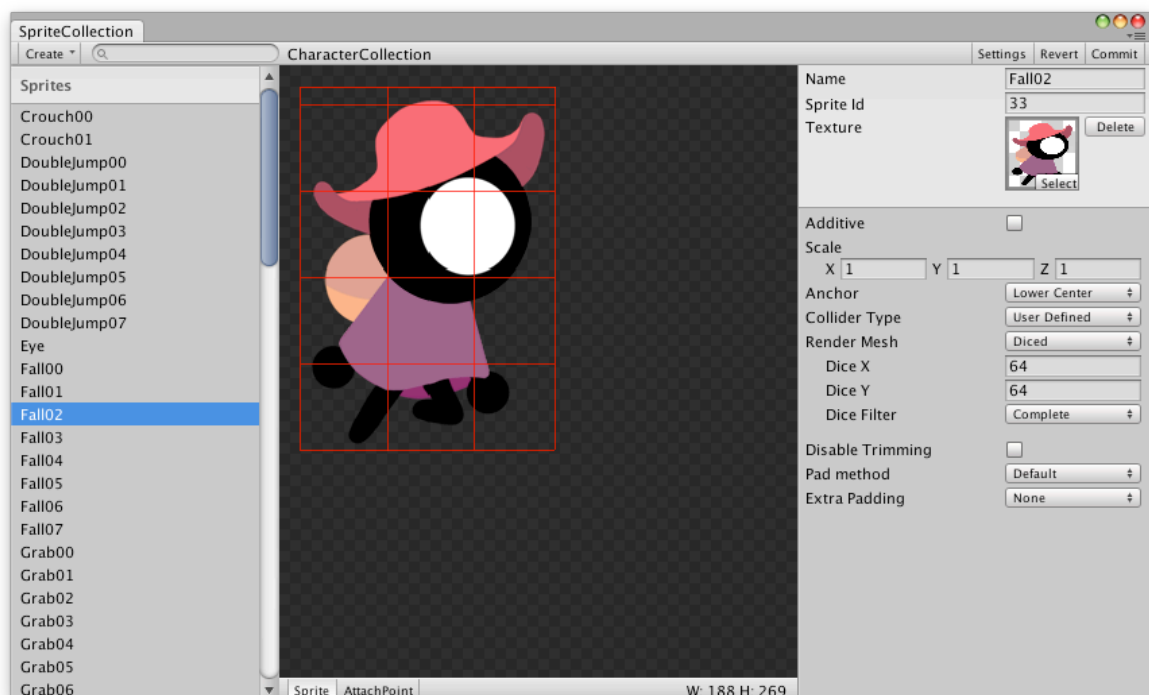 SpriteCollection
Create CharacterCollection Settings Revert Commit
Sprites
Crouch00
Crouch01
DoubleJump00
DoubleJump01
DoubleJump02
DoubleJump03
DoubleJump04
DoubleJump05
DoubleJump06
DoubleJump07
Eye
Fall00
Fall01
Fall02
Fall03
Fall04
Fall05
Fall06
Fall07
Grab00
Grab01
Grab02
Grab03
Grab04
Grab05
Grab06
Sprite AttachPoint W: 188 H: 269
Name Fall02
Sprite Id 33
Texture Delete
Select
Additive
Scale
X 1 Y 1 Z 1
Anchor Lower Center
Collider Type User Defined
Render Mesh Diced
Dice X 64
Dice Y 64
Dice Filter Complete
Disable Trimming
Pad method Default
Extra Padding None